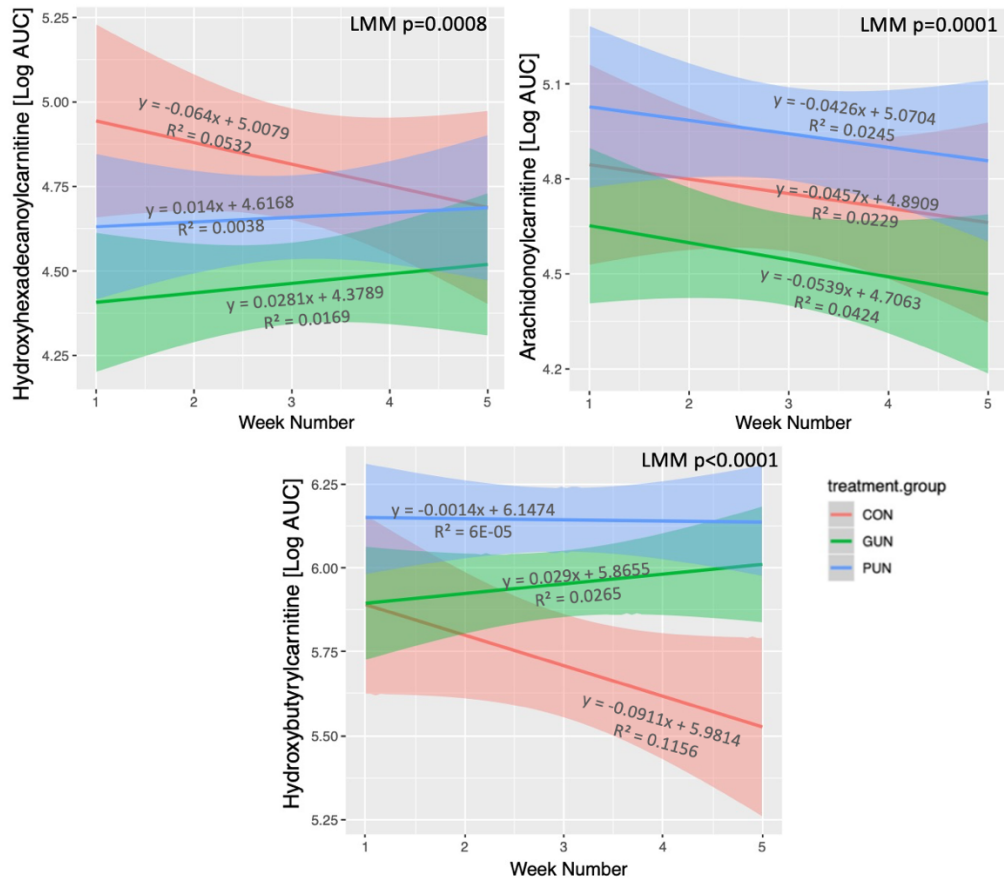 LMM p=0.0008
Hydroxyhexadecanoylcarnitine [Log AUC]
5.25
5.00
4.75
4.50
4.25
y = -0.064x + 5.0079
R² = 0.0532
y = 0.014x + 4.6168
R² = 0.0038
y = 0.0281x + 4.3789
R² = 0.0169
1 2 3 4 5
Week Number
LMM p=0.0001
Arachidonoylcarnitine [Log AUC]
5.1
4.8
4.5
4.2
y = -0.0426x + 5.0704
R² = 0.0245
y = -0.0457x + 4.8909
R² = 0.0229
y = -0.0539x + 4.7063
R² = 0.0424
1 2 3 4 5
Week Number
LMM p<0.0001
Hydroxybutyrylcarnitine [Log AUC]
6.25
6.00
5.75
5.50
5.25
y = -0.0014x + 6.1474
R² = 6E-05
y = 0.029x + 5.8655
R² = 0.0265
y = -0.0911x + 5.9814
R² = 0.1156
1 2 3 4 5
Week Number
treatment.group
CON
GUN
PUN